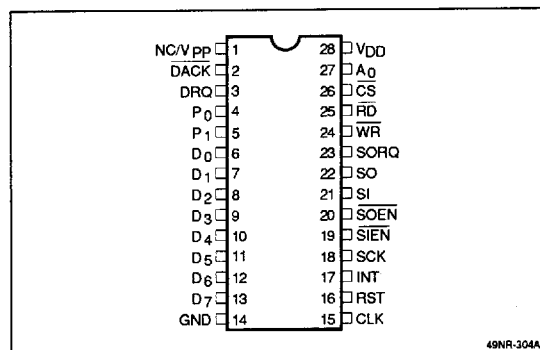 NC/VPP 1 28 VDD
DACK 2 27 A0
DRQ 3 26 CS
P0 4 25 RD
P1 5 24 WR
D0 6 23 SORQ
D1 7 22 SO
D2 8 21 SI
D3 9 20 SOEN
D4 10 19 SIEN
D5 11 18 SCK
D6 12 17 INT
D7 13 16 RST
GND 14 15 CLK
49NR-304A